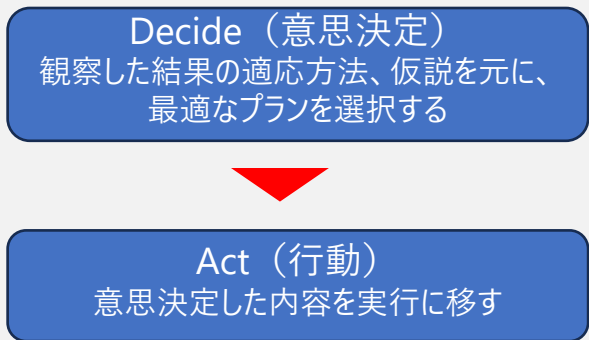 Decide（意思決定）
観察した結果の適応方法、仮説を元に、
最適なプランを選択する
Act（行動）
意思決定した内容を実行に移す